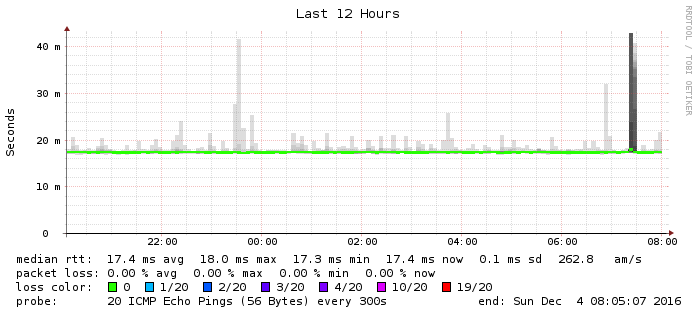 Last 12 Hours
RRDTOOL / TOBI OETIKER
Seconds
40 m
30 m
20 m
10 m
0
22:00 00:00 02:00 04:00 06:00 08:00
median rtt: 17.4 ms avg 18.0 ms max 17.3 ms min 17.4 ms now 0.1 ms sd 262.8 am/s
packet loss: 0.00 % avg 0.00 % max 0.00 % min 0.00 % now
loss color: 0 1/20 2/20 3/20 4/20 10/20 19/20
probe: 20 ICMP Echo Pings (56 Bytes) every 300s end: Sun Dec 4 08:05:07 2016